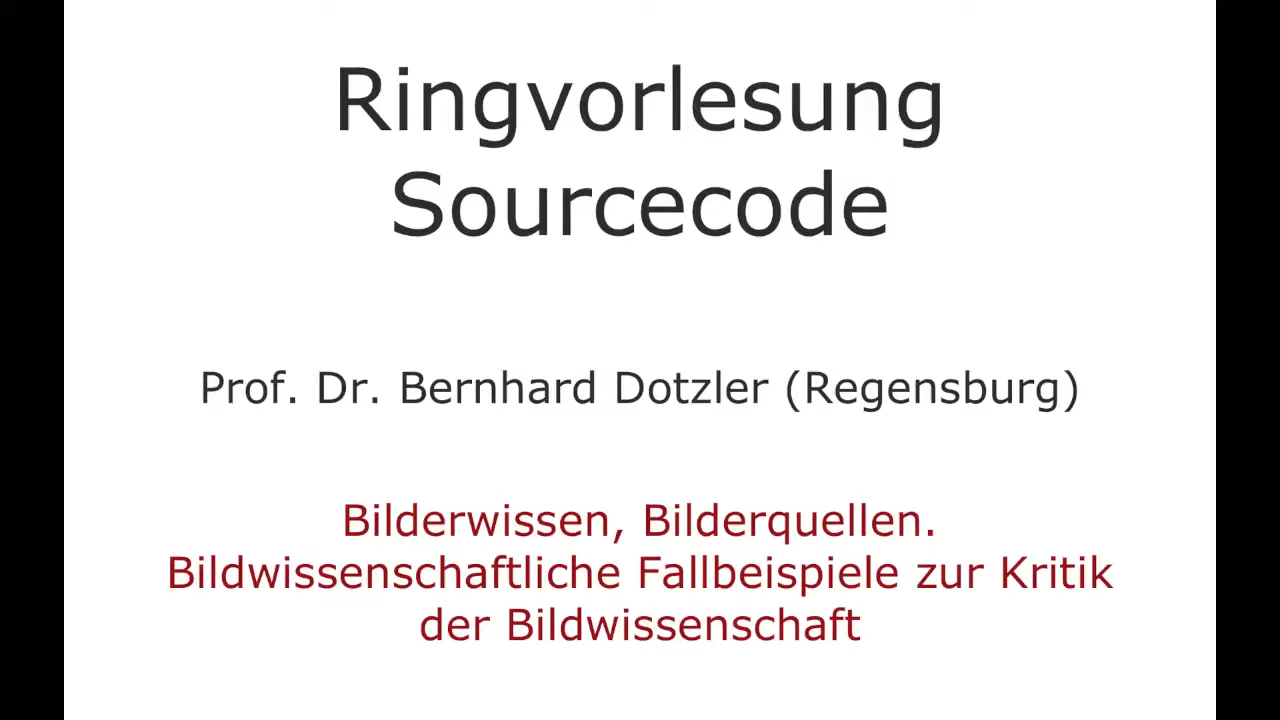 Ringvorlesung
Sourcecode
Prof. Dr. Bernhard Dotzler (Regensburg)
Bilderwissen, Bilderquellen.
Bildwissenschaftliche Fallbeispiele zur Kritik
der Bildwissenschaft